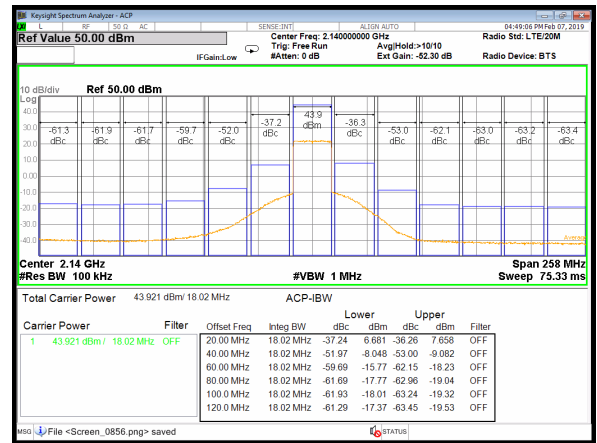 Keysight Spectrum Analyzer - ACP
L RF 50 Ω AC SENSE:INT ALIGN AUTO 04:49:06 PM Feb 07, 2019
Ref Value 50.00 dBm Center Freq: 2.140000000 GHz Radio Std: LTE/20M
Trig: Free Run Avg|Hold:>10/10
IFGain:Low #Atten: 0 dB Ext Gain: -52.30 dB Radio Device: BTS
10 dB/div Ref 50.00 dBm
Log
40.0
30.0
20.0
10.0
0.00
-10.0
-20.0
-30.0
-40.0
-61.3 dBc -61.9 dBc -61.7 dBc -59.7 dBc -52.0 dBc -37.2 dBc 43.9 dBm -36.3 dBc -53.0 dBc -62.1 dBc -63.0 dBc -63.2 dBc -63.4 dBc
Average
Center 2.14 GHz Span 258 MHz
#Res BW 100 kHz #VBW 1 MHz Sweep 75.33 ms
Total Carrier Power 43.921 dBm/ 18.02 MHz ACP-IBW
Lower Upper
Carrier Power Filter Offset Freq Integ BW dBc dBm dBc dBm Filter
1 43.921 dBm / 18.02 MHz OFF 20.00 MHz 18.02 MHz -37.24 6.681 -36.26 7.658 OFF
40.00 MHz 18.02 MHz -51.97 -8.048 -53.00 -9.082 OFF
60.00 MHz 18.02 MHz -59.69 -15.77 -62.15 -18.23 OFF
80.00 MHz 18.02 MHz -61.69 -17.77 -62.96 -19.04 OFF
100.0 MHz 18.02 MHz -61.93 -18.01 -63.24 -19.32 OFF
120.0 MHz 18.02 MHz -61.29 -17.37 -63.45 -19.53 OFF
MSG File <Screen_0856.png> saved STATUS